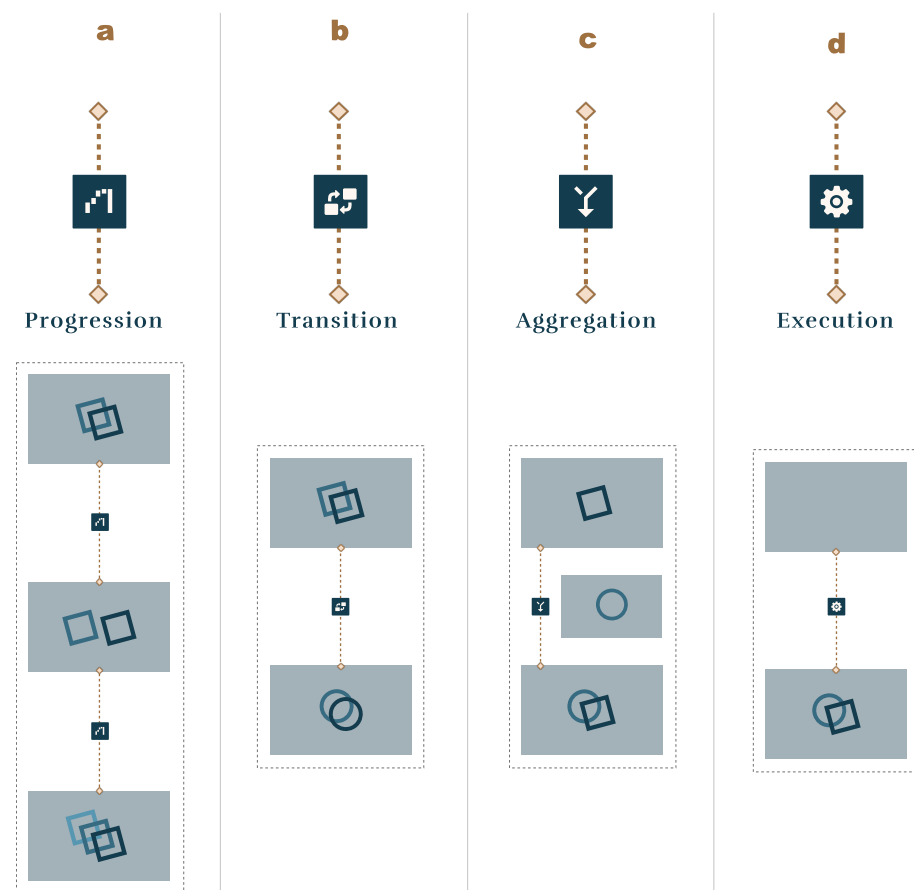 a
b
c
d
Progression
Transition
Aggregation
Execution